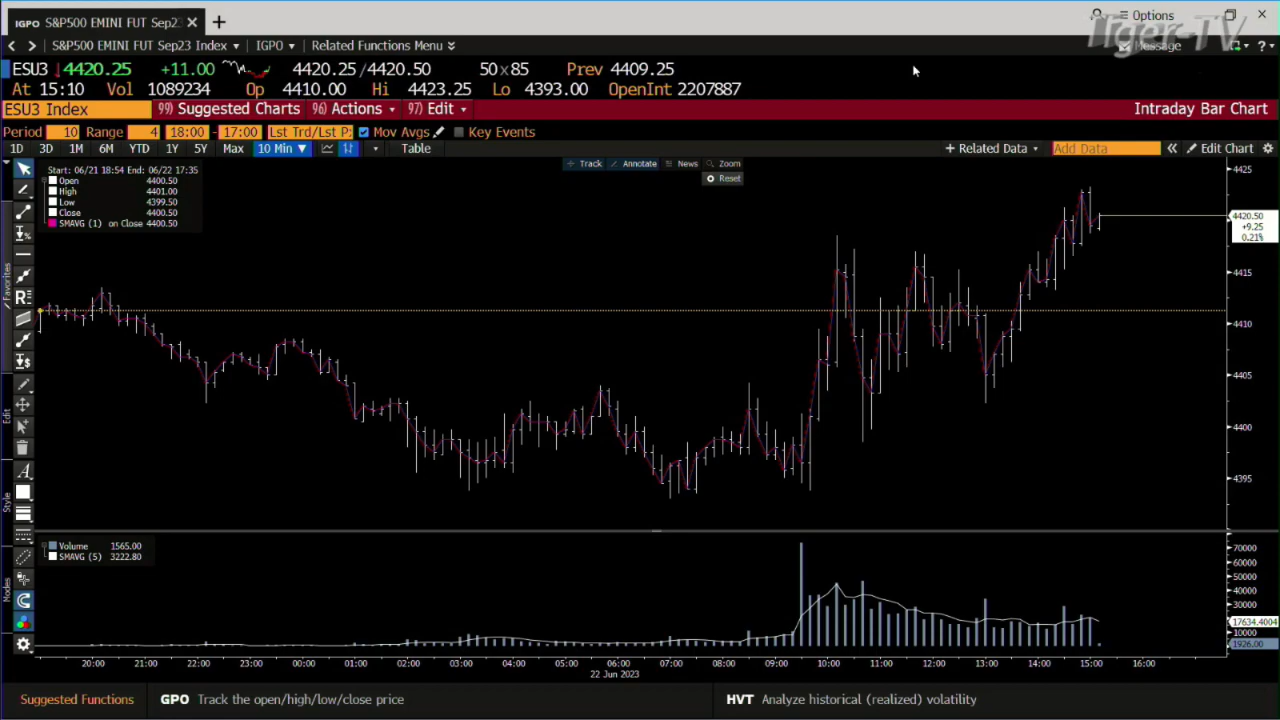 IGPO S&P500 EMINI FUT Sep23 × +
Options
Tiger-TV
S&P500 EMINI FUT Sep23 Index IGPO Related Functions Menu
Message ?
ESU3 ↓4420.25 +11.00 4420.25/4420.50 50x85 Prev 4409.25
At 15:10 Vol 1089234 Op 4410.00 Hi 4423.25 Lo 4393.00 OpenInt 2207887
ESU3 Index 99) Suggested Charts 96) Actions 97) Edit Intraday Bar Chart
Period 10 Range 4 18:00 - 17:00 Lst Trd/Lst P Mov Avgs Key Events
1D 3D 1M 6M YTD 1Y 5Y Max 10 Min ▼ Table + Related Data Add Data « Edit Chart
Track Annotate News Zoom
Reset
Start: 06/21 18:54 End: 06/22 17:35
Open 4400.50
High 4401.00
Low 4399.50
Close 4400.50
SMAVG (1) on Close 4400.50
Favorites
Edit
Style
Modes
4425
4420.50
+9.25
0.21%
4415
4410
4405
4400
4395
Volume 1565.00
SMAVG (5) 3222.80
70000
60000
50000
40000
30000
17634.4004
10000
1926.00
20:00 21:00 22:00 23:00 00:00 01:00 02:00 03:00 04:00 05:00 06:00 07:00 08:00 09:00 10:00 11:00 12:00 13:00 14:00 15:00 16:00
22 Jun 2023
Suggested Functions GPO Track the open/high/low/close price HVT Analyze historical (realized) volatility